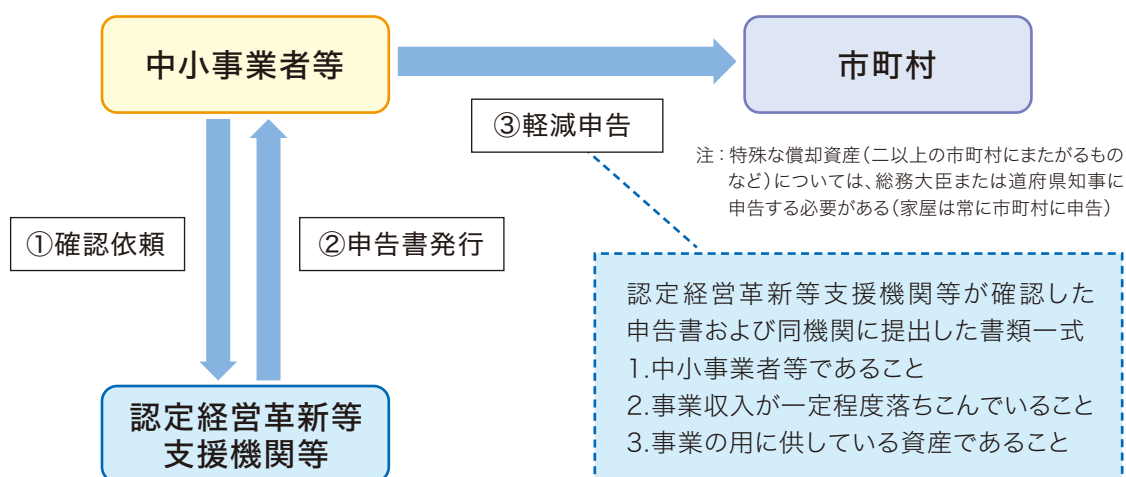 中小事業者等
市町村
③軽減申告
注：特殊な償却資産（二以上の市町村にまたがるもの
などについては、総務大臣または道府県知事に
申告する必要がある（家屋は常に市町村に申告）
①確認依頼
②申告書発行
認定経営革新等支援機関等が確認した
申告書および同機関に提出した書類一式
1.中小事業者等であること
2.事業収入が一定程度落ちこんでいること
3.事業の用に供している資産であること
認定経営革新等
支援機関等